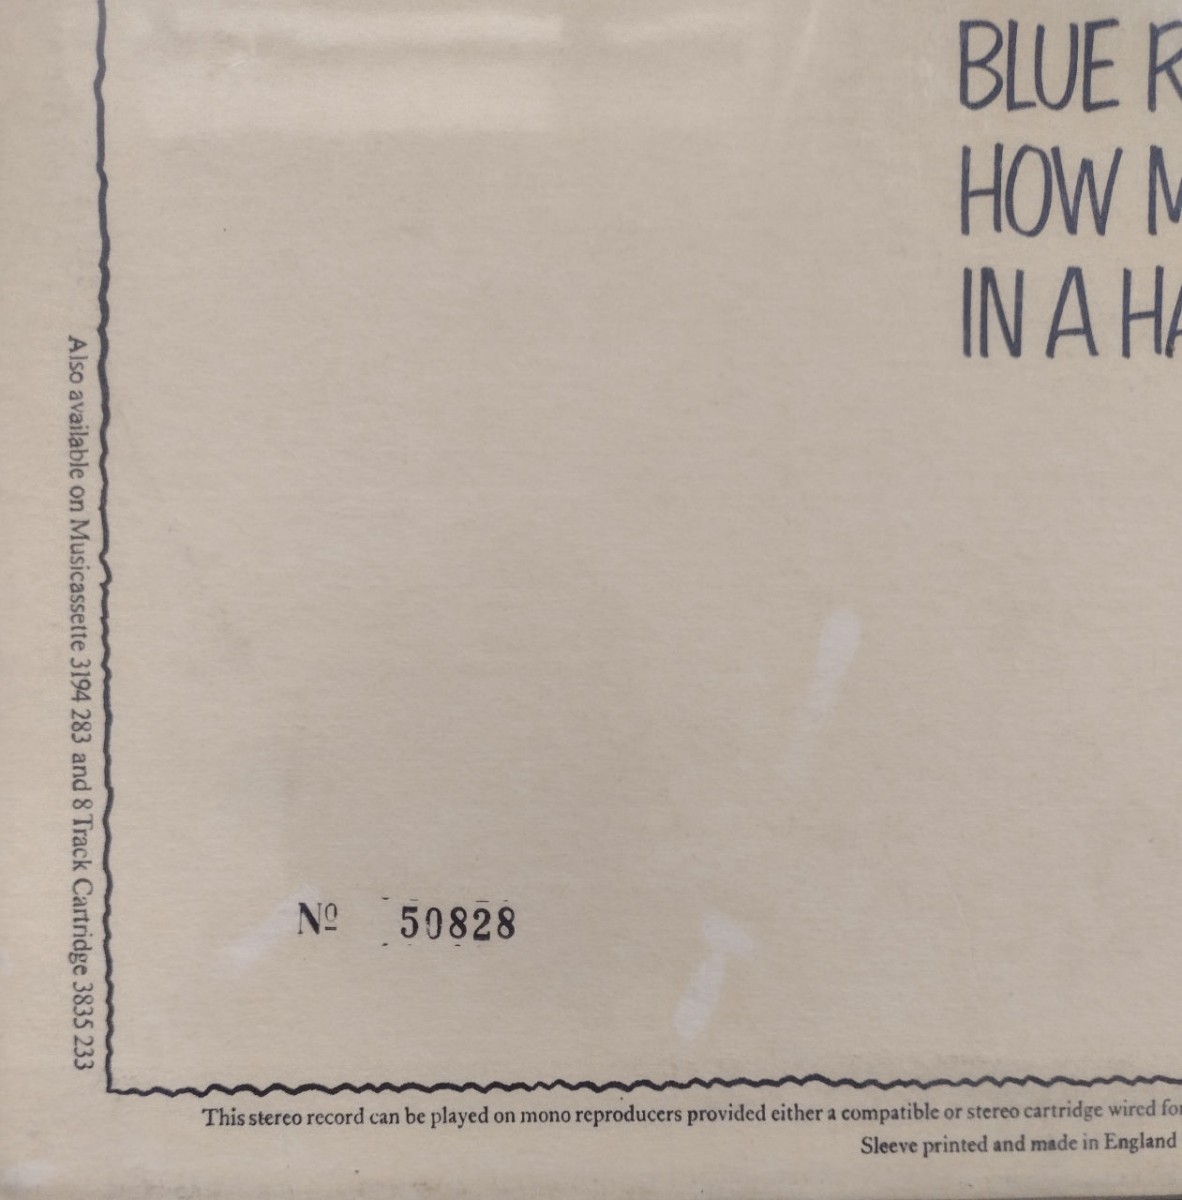 BLUE R
HOW M
IN A HA
Also available on Musicassette 3194 283 and 8 Track Cartridge 3835 233
Nº 50828
This stereo record can be played on mono reproducers provided either a compatible or stereo cartridge wired for
Sleeve printed and made in England